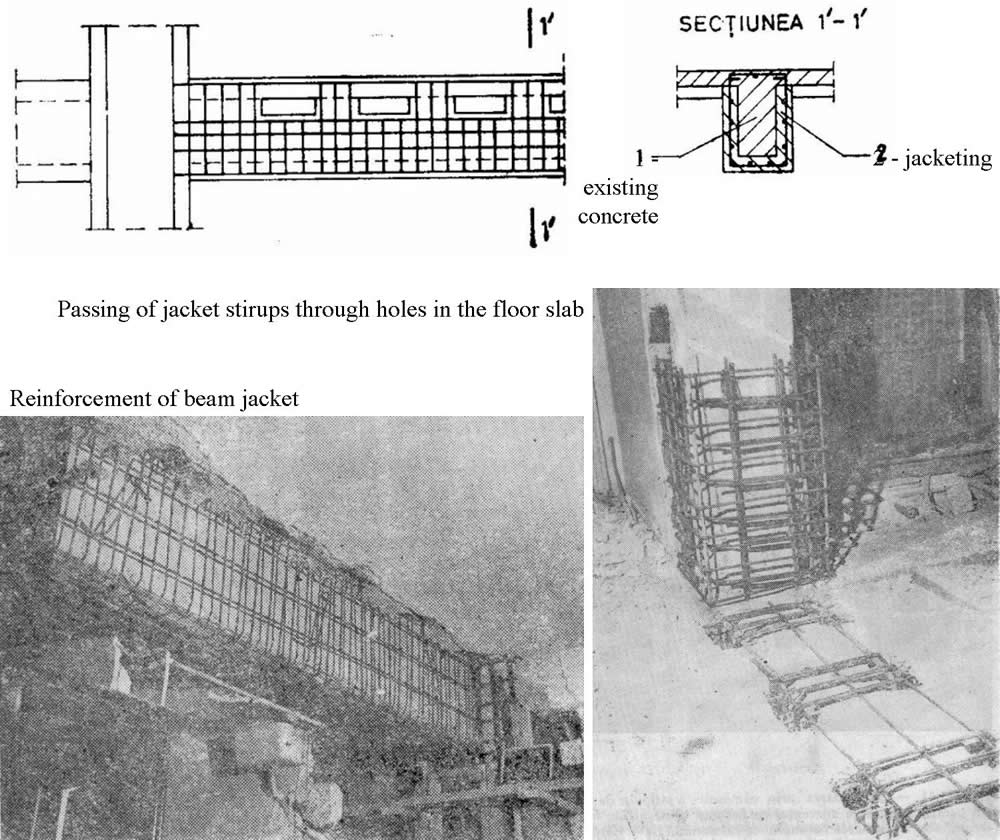 1'
SECȚIUNEA 1'-1'
1 -
existing
concrete
2 - jacketing
1'
Passing of jacket stirups through holes in the floor slab
Reinforcement of beam jacket